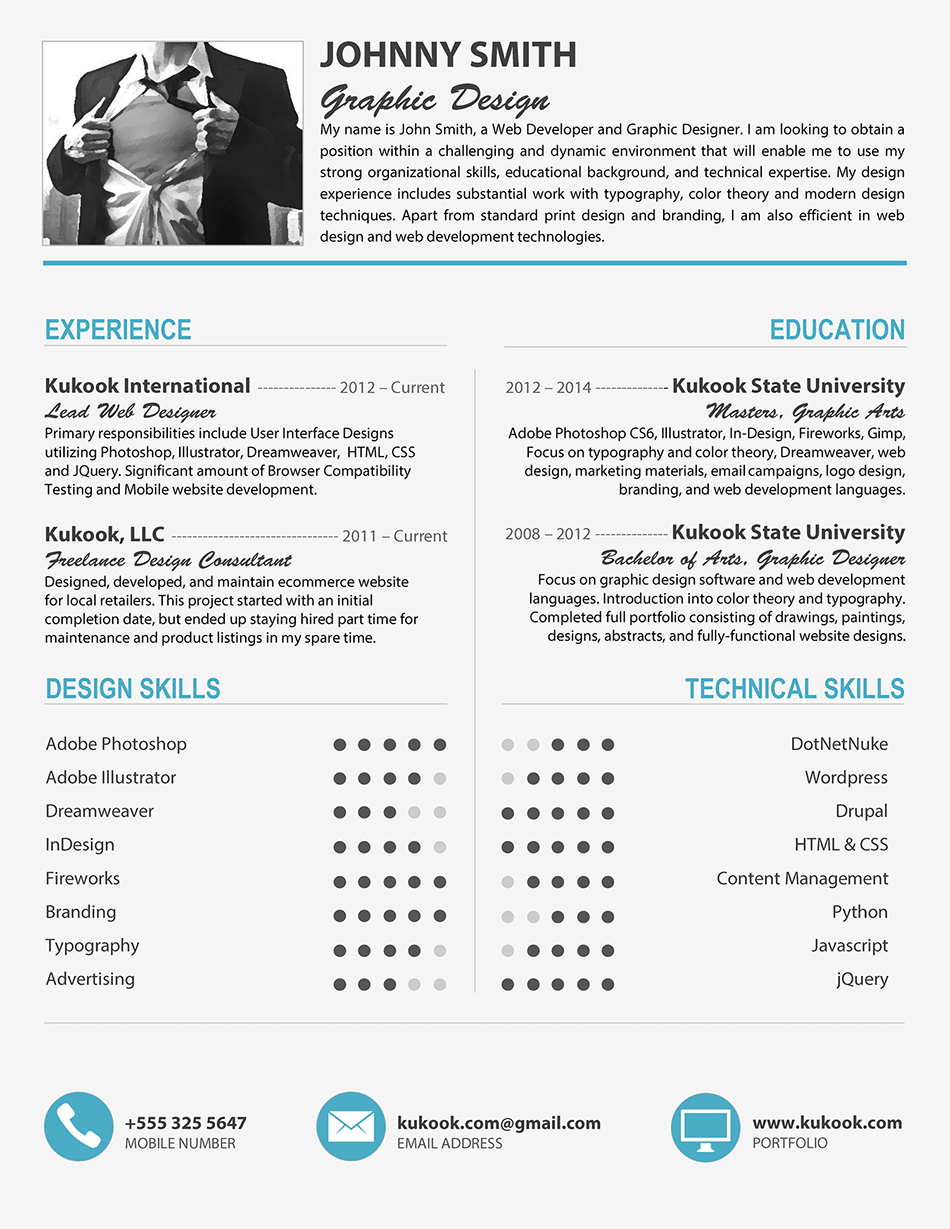 JOHNNY SMITH
Graphic Design
My name is John Smith, a Web Developer and Graphic Designer. I am looking to obtain a
position within a challenging and dynamic environment that will enable me to use my
strong organizational skills, educational background, and technical expertise. My design
experience includes substantial work with typography, color theory and modern design
techniques. Apart from standard print design and branding, I am also efficient in web
design and web development technologies.
EXPERIENCE
Kukook International --------------- 2012 – Current
Lead Web Designer
Primary responsibilities include User Interface Designs
utilizing Photoshop, Illustrator, Dreamweaver, HTML, CSS
and JQuery. Significant amount of Browser Compatibility
Testing and Mobile website development.
Kukook, LLC -------------------------------- 2011 – Current
Freelance Design Consultant
Designed, developed, and maintain ecommerce website
for local retailers. This project started with an initial
completion date, but ended up staying hired part time for
maintenance and product listings in my spare time.
EDUCATION
2012 – 2014 -------------- Kukook State University
Masters, Graphic Arts
Adobe Photoshop CS6, Illustrator, In-Design, Fireworks, Gimp,
Focus on typography and color theory, Dreamweaver, web
design, marketing materials, email campaigns, logo design,
branding, and web development languages.
2008 – 2012 -------------- Kukook State University
Bachelor of Arts, Graphic Designer
Focus on graphic design software and web development
languages. Introduction into color theory and typography.
Completed full portfolio consisting of drawings, paintings,
designs, abstracts, and fully-functional website designs.
DESIGN SKILLS
Adobe Photoshop
Adobe Illustrator
Dreamweaver
InDesign
Fireworks
Branding
Typography
Advertising
TECHNICAL SKILLS
DotNetNuke
Wordpress
Drupal
HTML & CSS
Content Management
Python
Javascript
jQuery
+555 325 5647
MOBILE NUMBER
kukook.com@gmail.com
EMAIL ADDRESS
www.kukook.com
PORTFOLIO